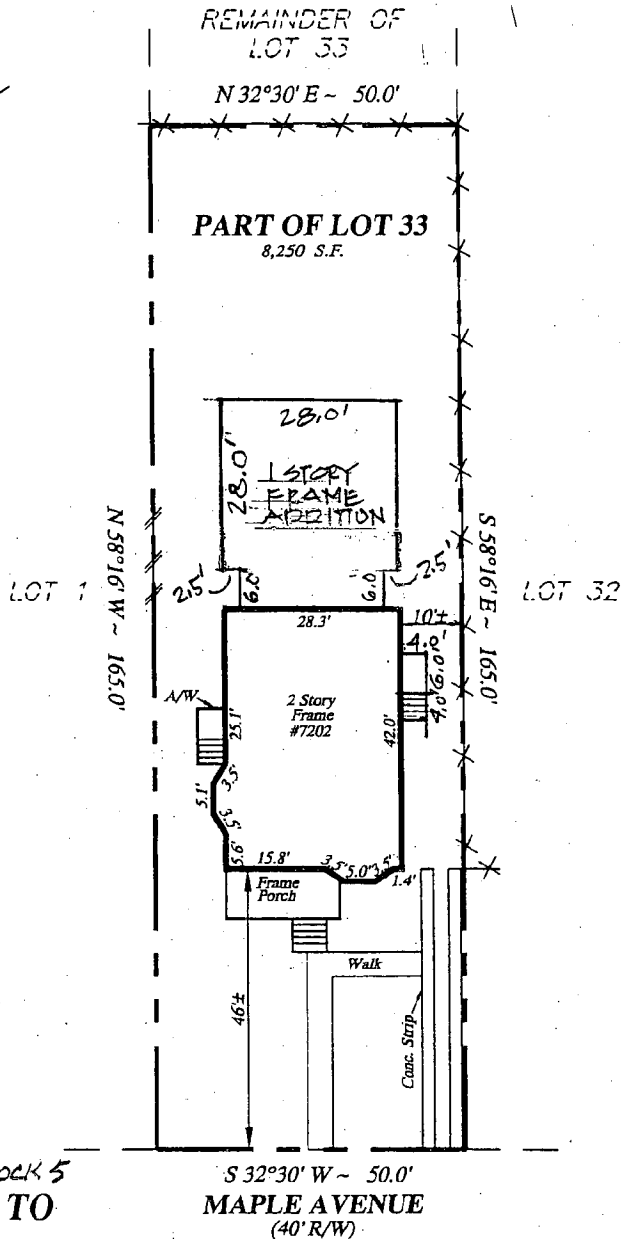 REMAINDER OF
LOT 33
N 32°30' E ~ 50.0'
PART OF LOT 33
8,250 S.F.
28.0'
28.0'
1 STORY
FRAME
ADDITION
N 58°16' W ~ 165.0'
S 58°16' E ~ 165.0'
LOT 1
LOT 32
2.5'
6.0'
6.0'
2.5'
28.3'
10'±
4.0'
6.0'
4.0'
A/W
25.1'
2 Story
Frame
#7202
42.0'
3.5'
5.1'
3.5'
5.6'
15.8'
3.5'
5.0'
3.5'
1.4'
Frame
Porch
Walk
46'±
Conc. Strip
OCK 5
TO
S 32°30' W ~ 50.0'
MAPLE AVENUE
(40' R/W)